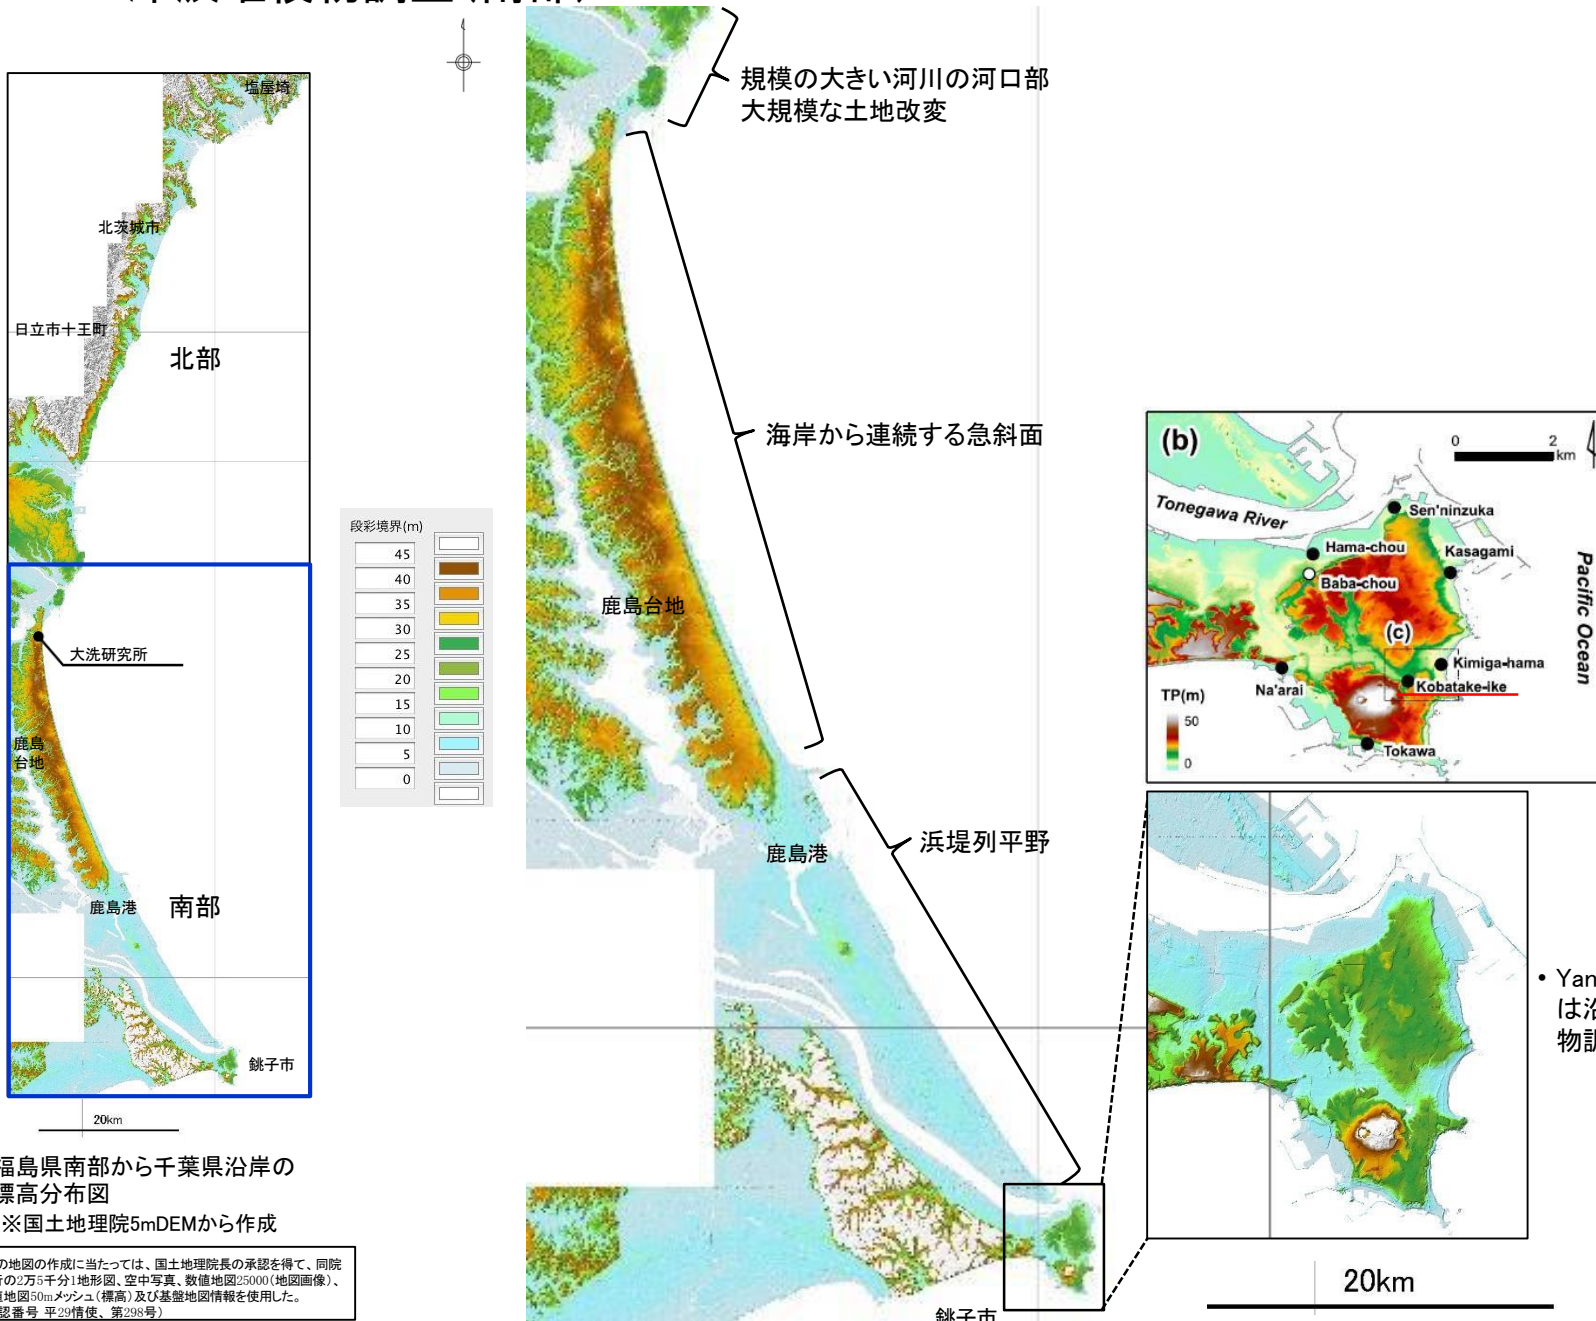 塩屋埼
北茨城市
日立市十王町
北部
大洗研究所
鹿島
台地
鹿島港
南部
銚子市
20km
福島県南部から千葉県沿岸の
標高分布図
※国土地理院5mDEMから作成
の地図の作成に当たっては、国土地理院長の承認を得て、同院
行の2万5千分1地形図、空中写真、数値地図25000(地図画像)、
値地図50mメッシュ(標高)及び基盤地図情報を使用した。
認番号 平29情使、第298号)
段彩境界(m)
45
40
35
30
25
20
15
10
5
0
規模の大きい河川の河口部
大規模な土地改変
海岸から連続する急斜面
鹿島台地
浜堤列平野
鹿島港
銚子市
(b)
0 2
km
Tonegawa River
Sen'ninzuka
Hama-chou
Kasagami
Baba-chou
Pacific Ocean
(c)
Kimiga-hama
Na'arai
Kobatake-ike
TP(m)
50
0
Tokawa
• Yan
は沿
20km